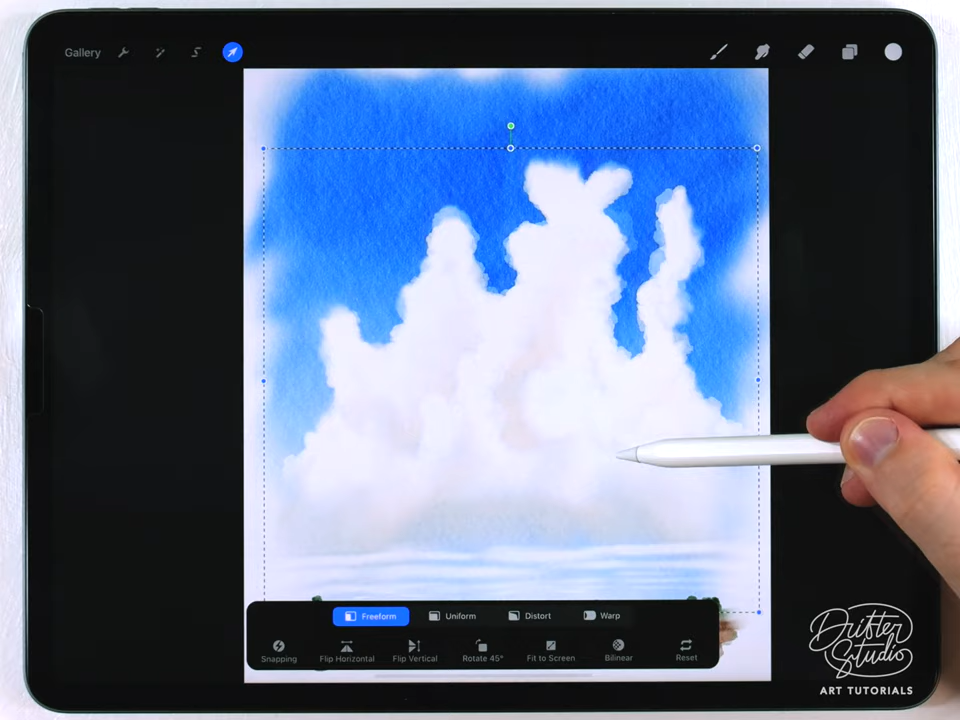 Gallery
Freeform
Uniform
Distort
Warp
Snapping
Flip Horizontal
Flip Vertical
Rotate 45°
Fit to Screen
Bilinear
Reset
Drifter
Studio
ART TUTORIALS